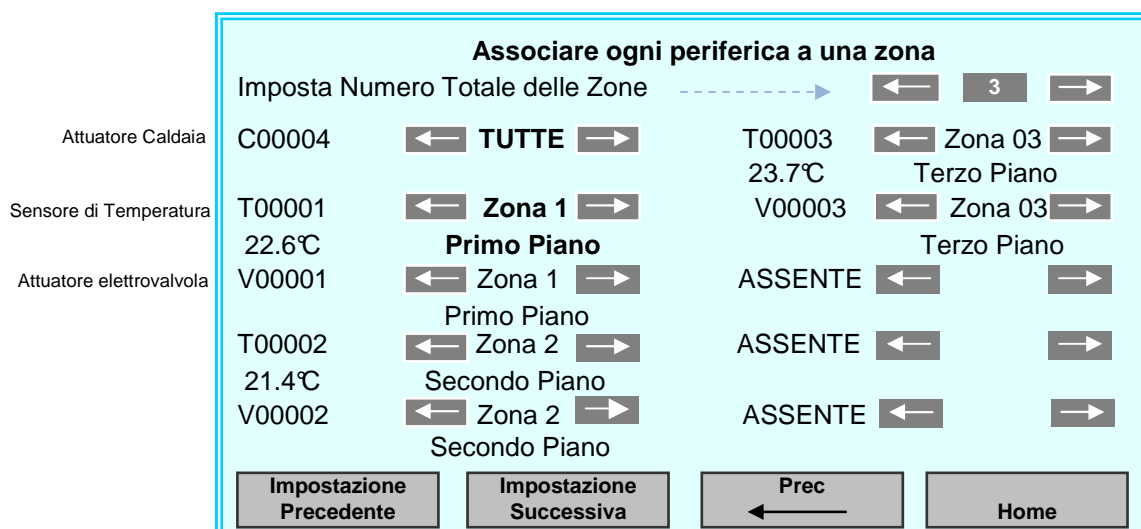 Associare ogni periferica a una zona
Imposta Numero Totale delle Zone 3
Attuatore Caldaia C00004 TUTTE T00003 Zona 03
23.7°C Terzo Piano
Sensore di Temperatura T00001 Zona 1 V00003 Zona 03
22.6°C Primo Piano Terzo Piano
Attuatore elettrovalvola V00001 Zona 1 ASSENTE
Primo Piano
T00002 Zona 2 ASSENTE
21.4°C Secondo Piano
V00002 Zona 2 ASSENTE
Secondo Piano
Impostazione Impostazione Prec
Precedente Successiva Home